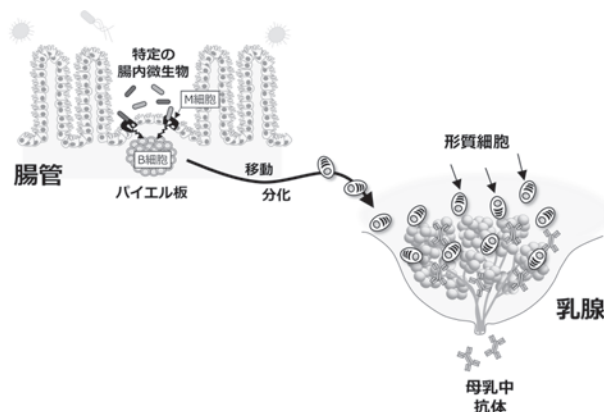 特定の
腸内微生物
M細胞
B細胞
腸管
パイエル板
移動
分化
形質細胞
乳腺
母乳中
抗体